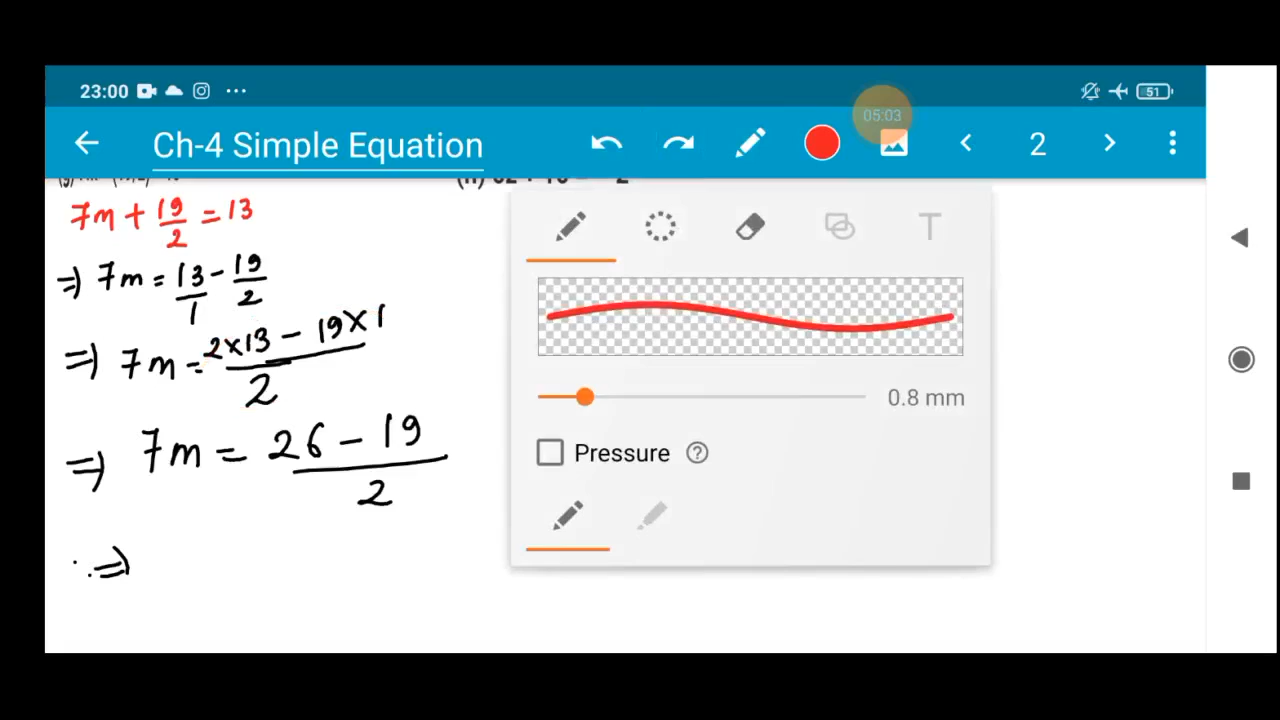 23:00 ... 51
05:03
Ch-4 Simple Equation 2
7m + 19/2 = 13
⇒ 7m = 13/1 - 19/2
⇒ 7m = 2×13 - 19×1/2
⇒ 7m = 26 - 19/2
∴ ⇒
T
0.8 mm
Pressure ?